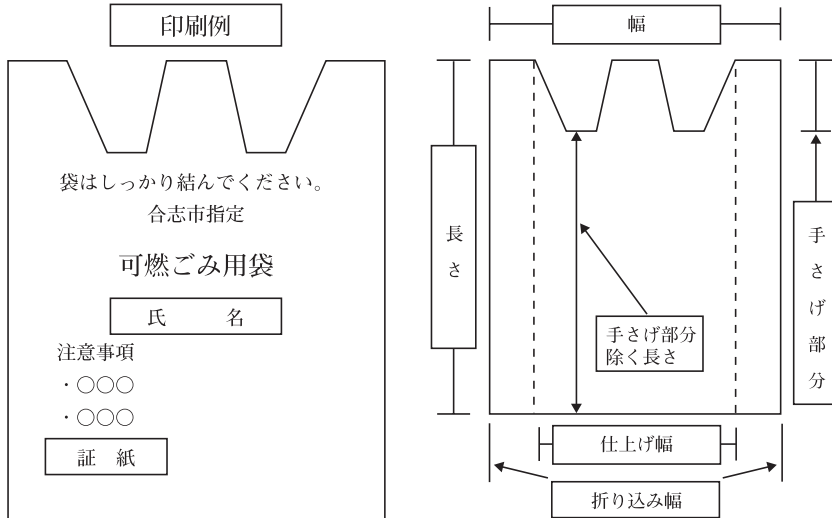 印刷例
袋はしっかり結んでください。
合志市指定
可燃ごみ用袋
氏　名
注意事項
・○○○
・○○○
証　紙
幅
長さ
手さげ部分
手さげ部分
除く長さ
仕上げ幅
折り込み幅